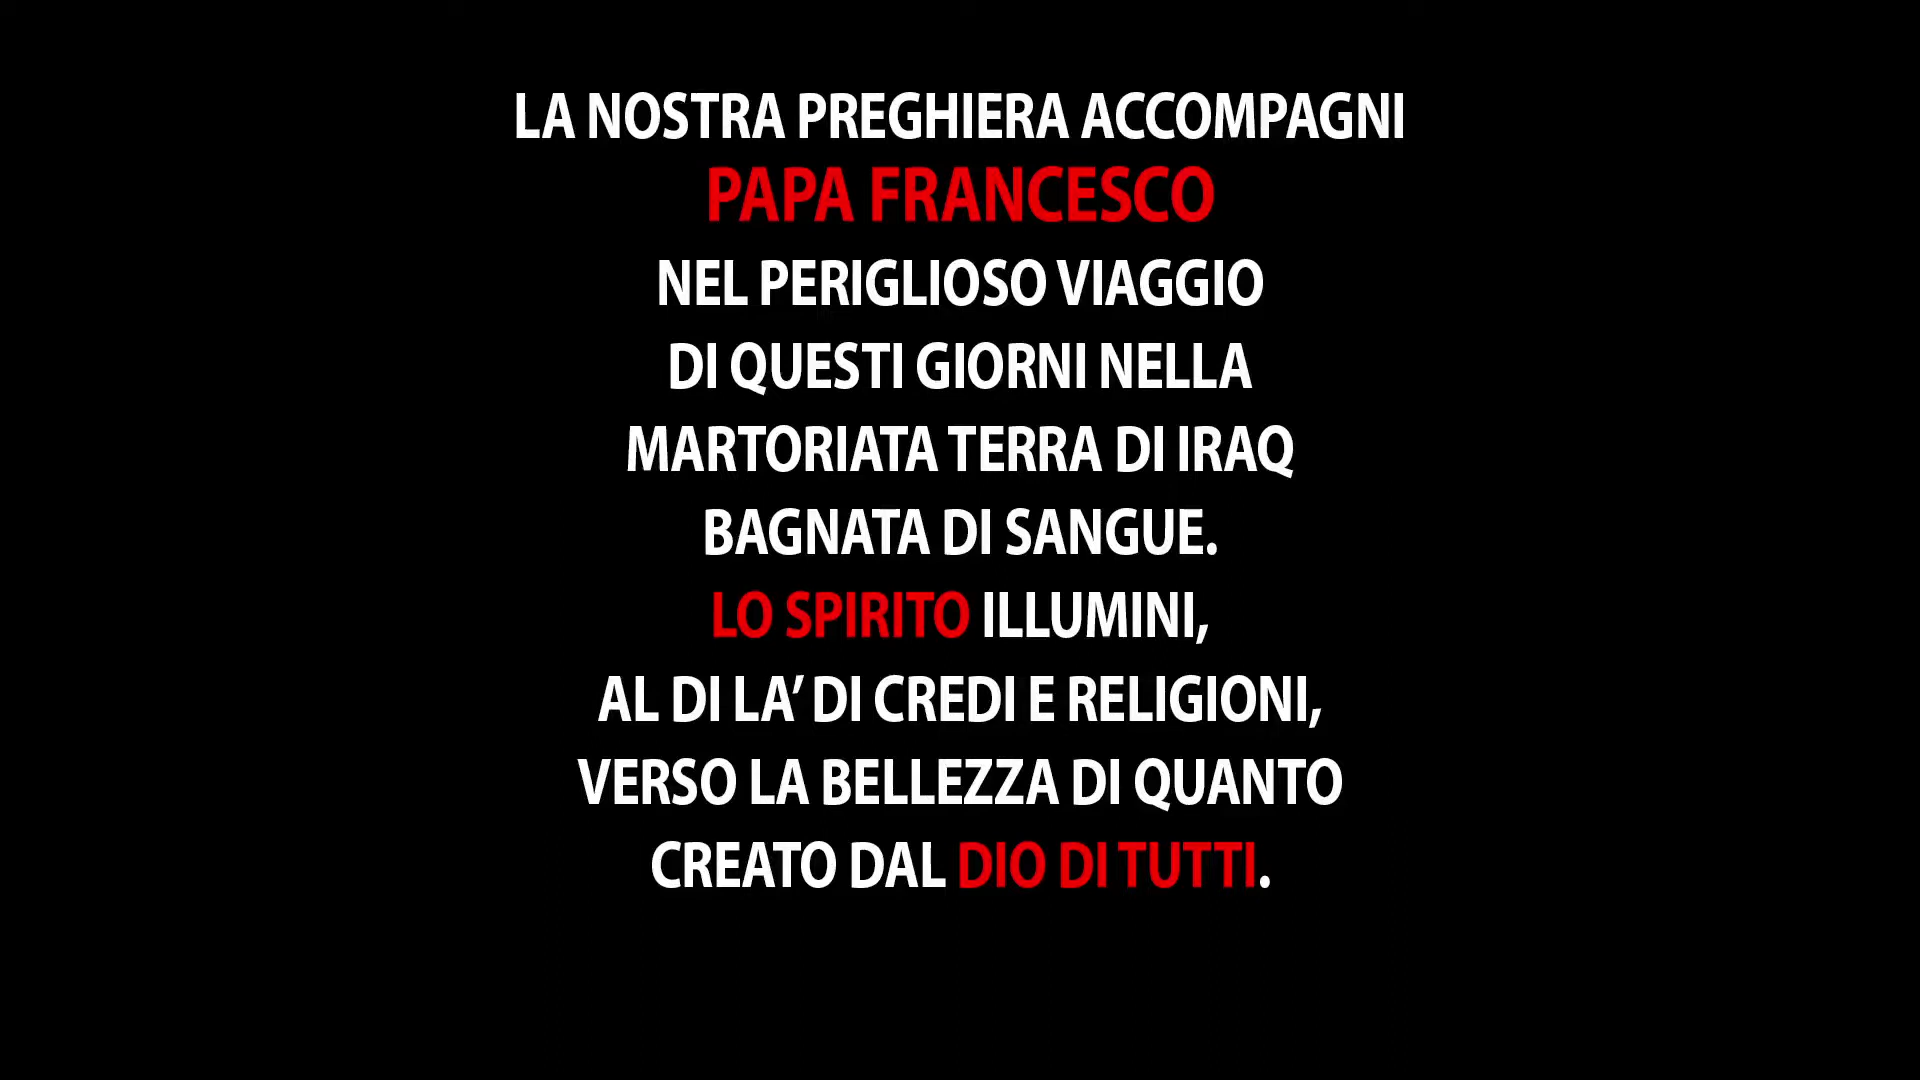 LA NOSTRA PREGHIERA ACCOMPAGNI
PAPA FRANCESCO
NEL PERIGLIOSO VIAGGIO
DI QUESTI GIORNI NELLA
MARTORIATA TERRA DI IRAQ
BAGNATA DI SANGUE.
LO SPIRITO ILLUMINI,
AL DI LA’ DI CREDI E RELIGIONI,
VERSO LA BELLEZZA DI QUANTO
CREATO DAL DIO DI TUTTI.